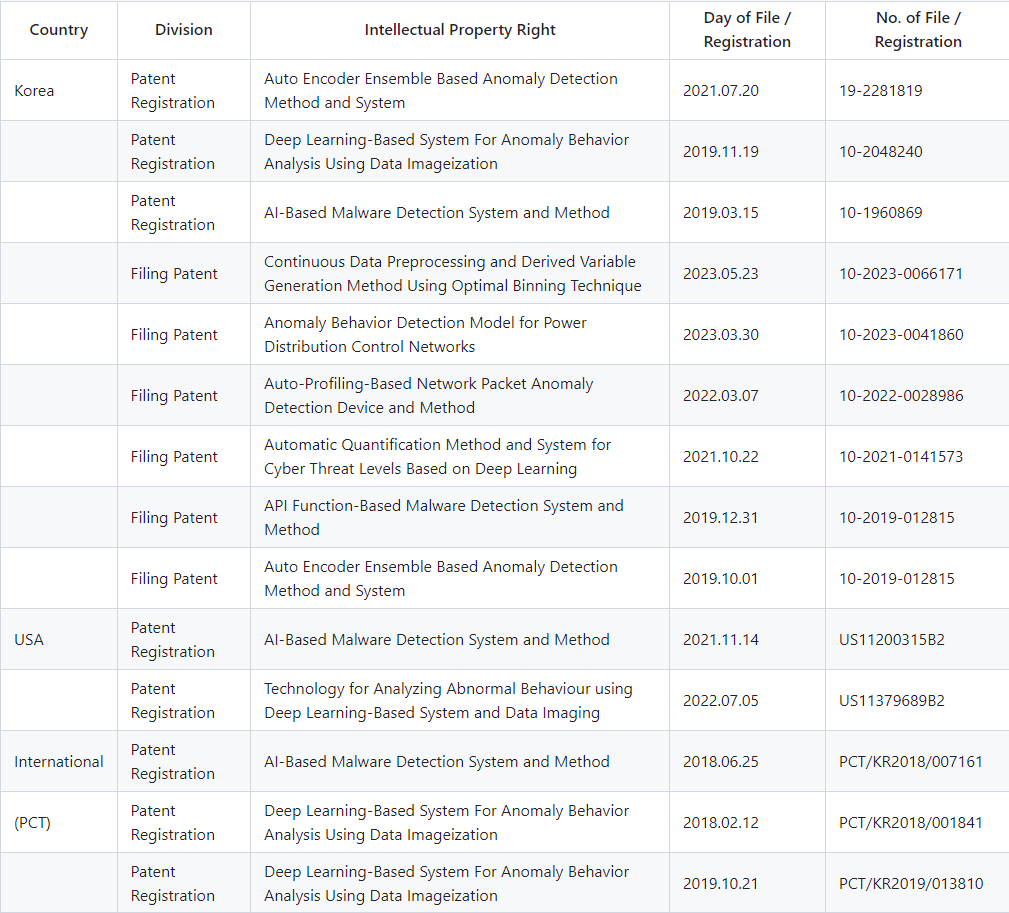 Country Division Intellectual Property Right Day of File / Registration No. of File / Registration
Korea Patent Registration Auto Encoder Ensemble Based Anomaly Detection Method and System 2021.07.20 19-2281819
Patent Registration Deep Learning-Based System For Anomaly Behavior Analysis Using Data Imageization 2019.11.19 10-2048240
Patent Registration AI-Based Malware Detection System and Method 2019.03.15 10-1960869
Filing Patent Continuous Data Preprocessing and Derived Variable Generation Method Using Optimal Binning Technique 2023.05.23 10-2023-0066171
Filing Patent Anomaly Behavior Detection Model for Power Distribution Control Networks 2023.03.30 10-2023-0041860
Filing Patent Auto-Profiling-Based Network Packet Anomaly Detection Device and Method 2022.03.07 10-2022-0028986
Filing Patent Automatic Quantification Method and System for Cyber Threat Levels Based on Deep Learning 2021.10.22 10-2021-0141573
Filing Patent API Function-Based Malware Detection System and Method 2019.12.31 10-2019-012815
Filing Patent Auto Encoder Ensemble Based Anomaly Detection Method and System 2019.10.01 10-2019-012815
USA Patent Registration AI-Based Malware Detection System and Method 2021.11.14 US11200315B2
Patent Registration Technology for Analyzing Abnormal Behaviour using Deep Learning-Based System and Data Imaging 2022.07.05 US11379689B2
International Patent Registration AI-Based Malware Detection System and Method 2018.06.25 PCT/KR2018/007161
(PCT) Patent Registration Deep Learning-Based System For Anomaly Behavior Analysis Using Data Imageization 2018.02.12 PCT/KR2018/001841
Patent Registration Deep Learning-Based System For Anomaly Behavior Analysis Using Data Imageization 2019.10.21 PCT/KR2019/013810